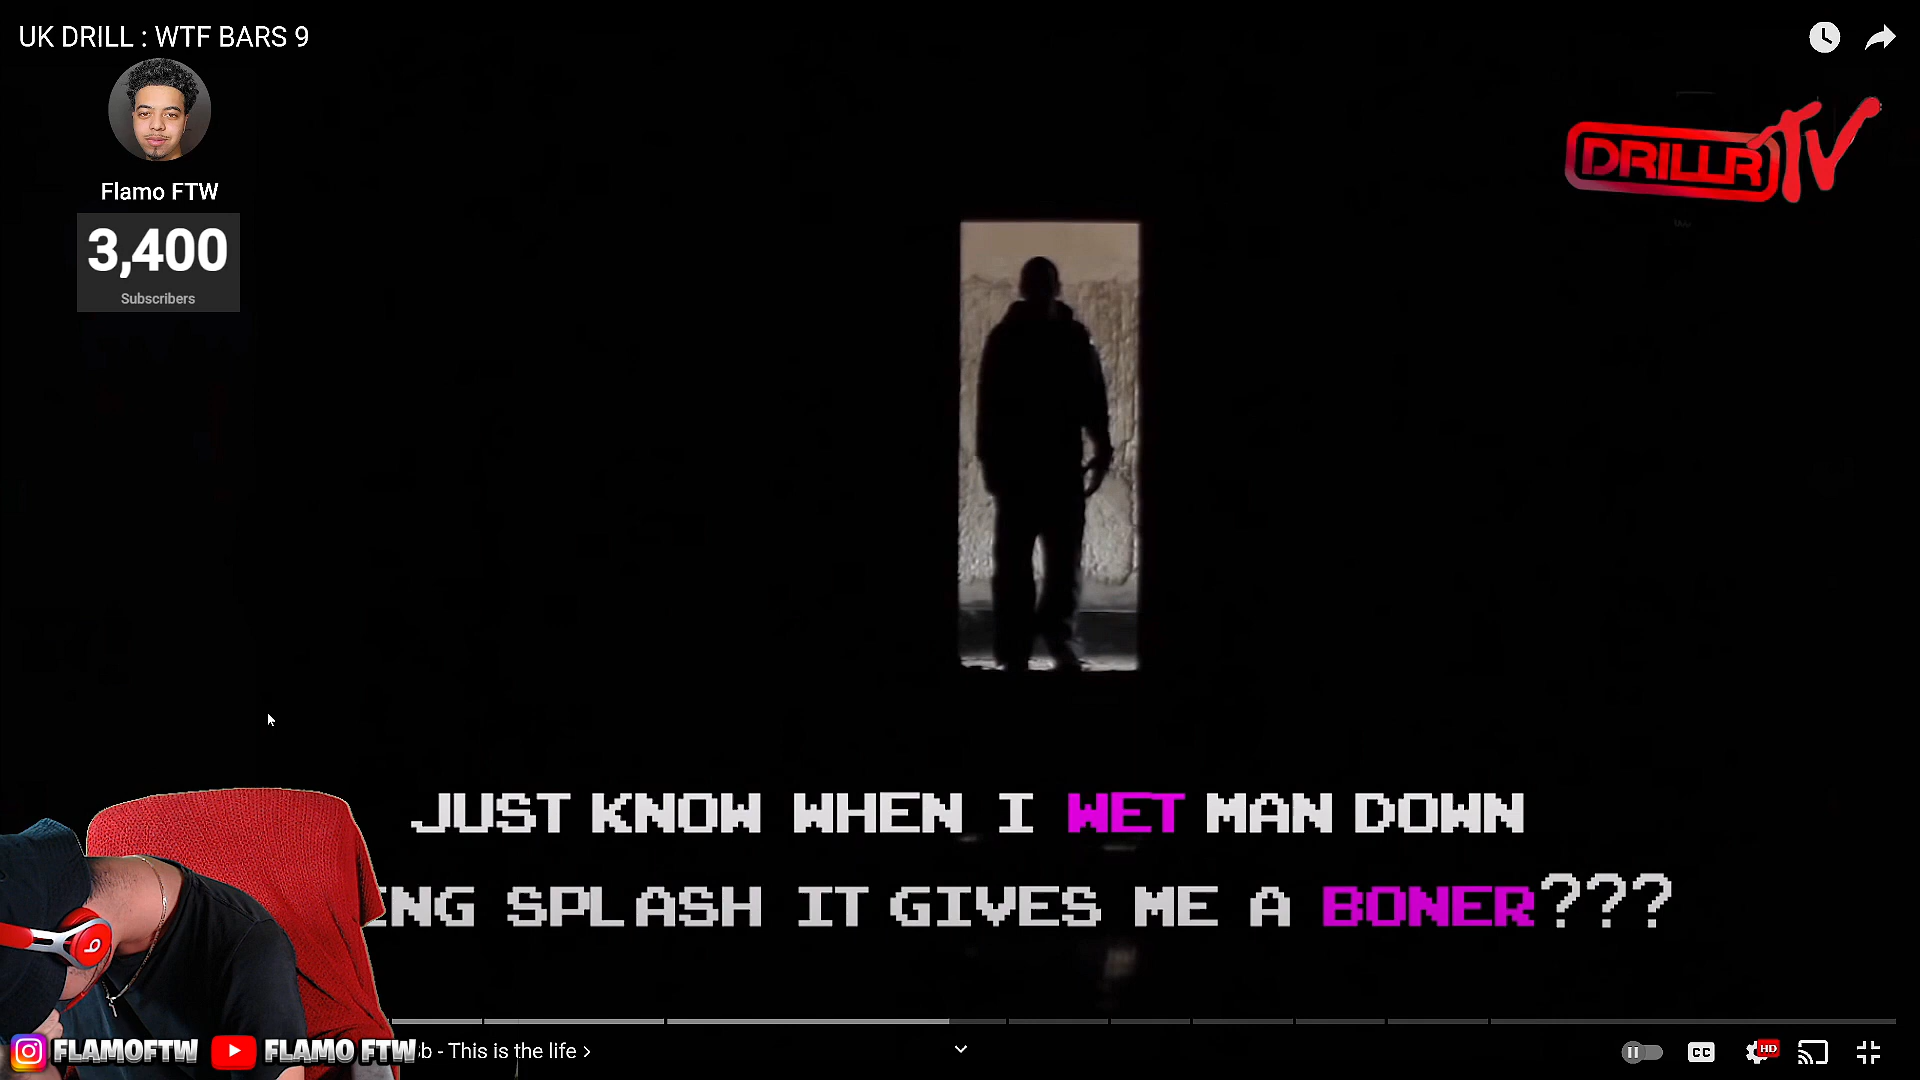 UK DRILL : WTF BARS 9
DRILLR TV
Flamo FTW
3,400
Subscribers
JUST KNOW WHEN I WET MAN DOWN
SPLASH IT GIVES ME A BONER???
FLAMOFTW
FLAMO FTW
- This is the life
CC
HD